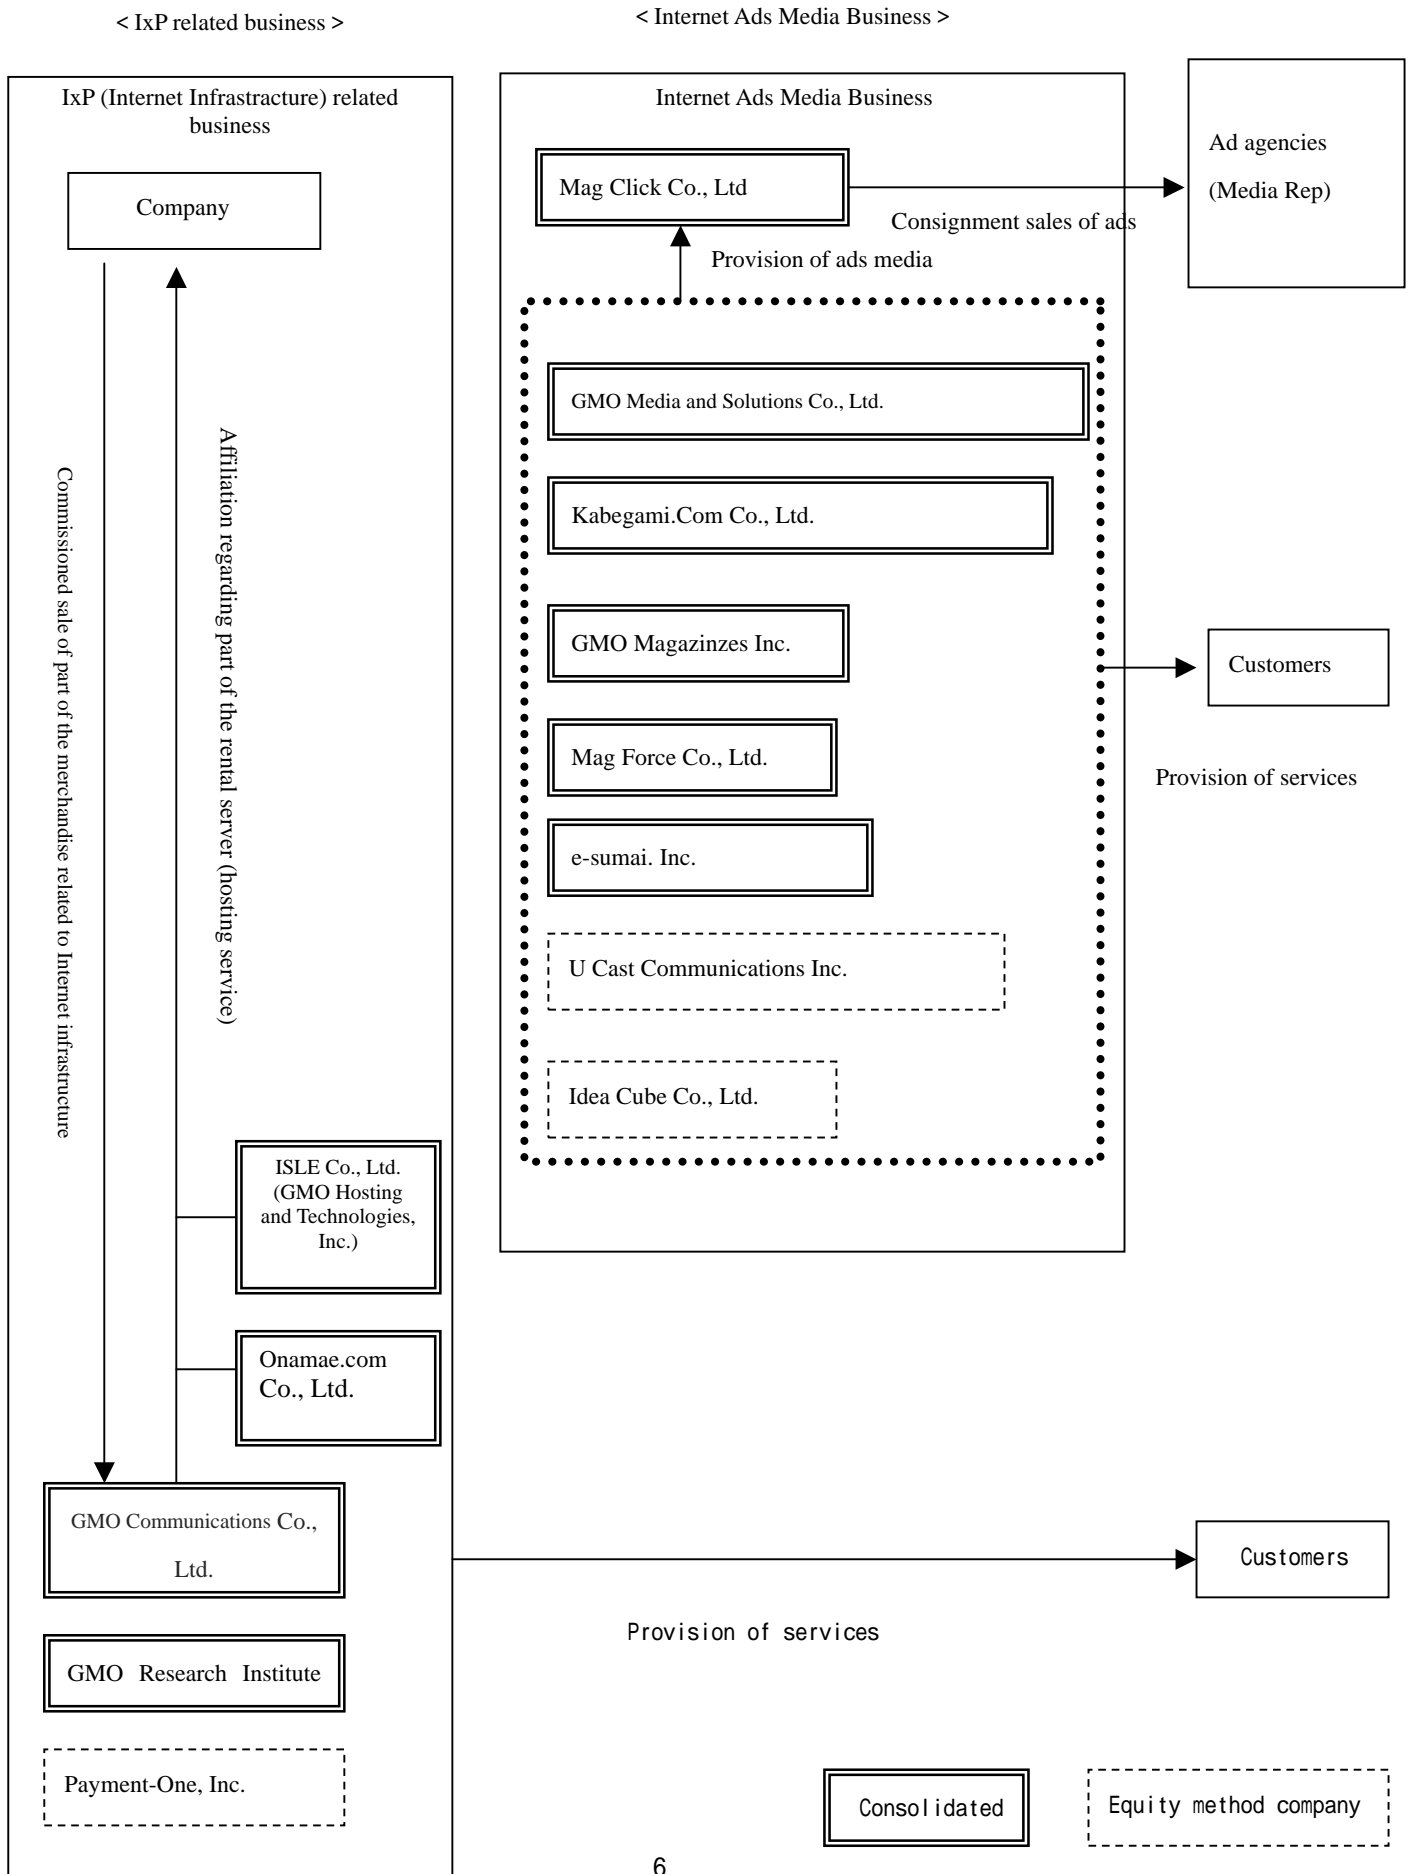 < IxP related business >
< Internet Ads Media Business >
IxP (Internet Infrastracture) related
business
Company
Commissioned sale of part of the merchandise related to Internet infrastructure
Affiliation regarding part of the rental server (hosting service)
ISLE Co., Ltd.
(GMO Hosting
and Technologies,
Inc.)
Onamae.com
Co., Ltd.
GMO Communications Co.,
Ltd.
GMO Research Institute
Payment-One, Inc.
Internet Ads Media Business
Mag Click Co., Ltd
Consignment sales of ads
Provision of ads media
GMO Media and Solutions Co., Ltd.
Kabegami.Com Co., Ltd.
GMO Magazinzes Inc.
Mag Force Co., Ltd.
e-sumai. Inc.
U Cast Communications Inc.
Idea Cube Co., Ltd.
Ad agencies
(Media Rep)
Customers
Provision of services
Customers
Provision of services
Consolidated
Equity method company
6